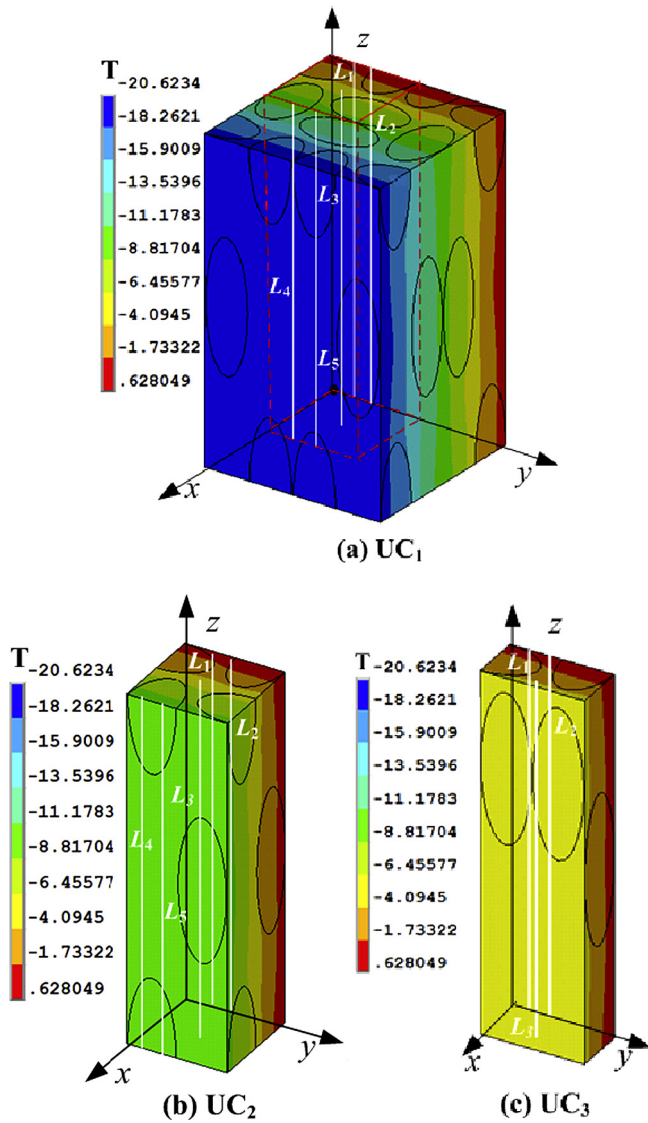 z
T
-20.6234
-18.2621
-15.9009
-13.5396
-11.1783
-8.81704
-6.45577
-4.0945
-1.73322
.628049
L1
L2
L3
L4
L5
x
y
(a) UC1
z
T
-20.6234
-18.2621
-15.9009
-13.5396
-11.1783
-8.81704
-6.45577
-4.0945
-1.73322
.628049
L1
L2
L3
L4
L5
x
y
(b) UC2
z
T
-20.6234
-18.2621
-15.9009
-13.5396
-11.1783
-8.81704
-6.45577
-4.0945
-1.73322
.628049
L1
L2
L3
x
y
(c) UC3